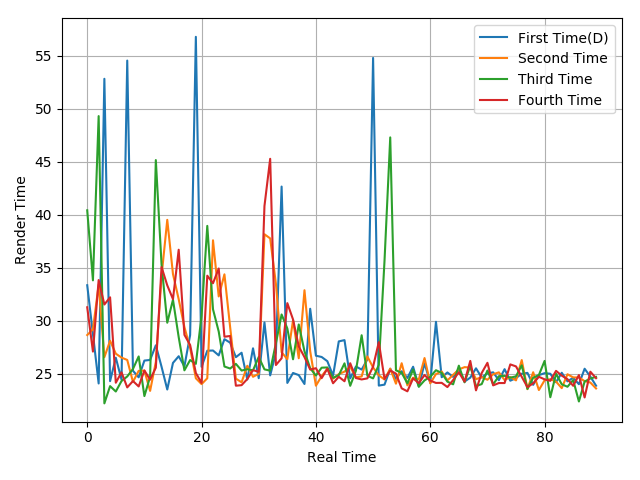 First Time(D)
Second Time
Third Time
Fourth Time
55
50
45
40
35
30
25
Render Time
0 20 40 60 80
Real Time